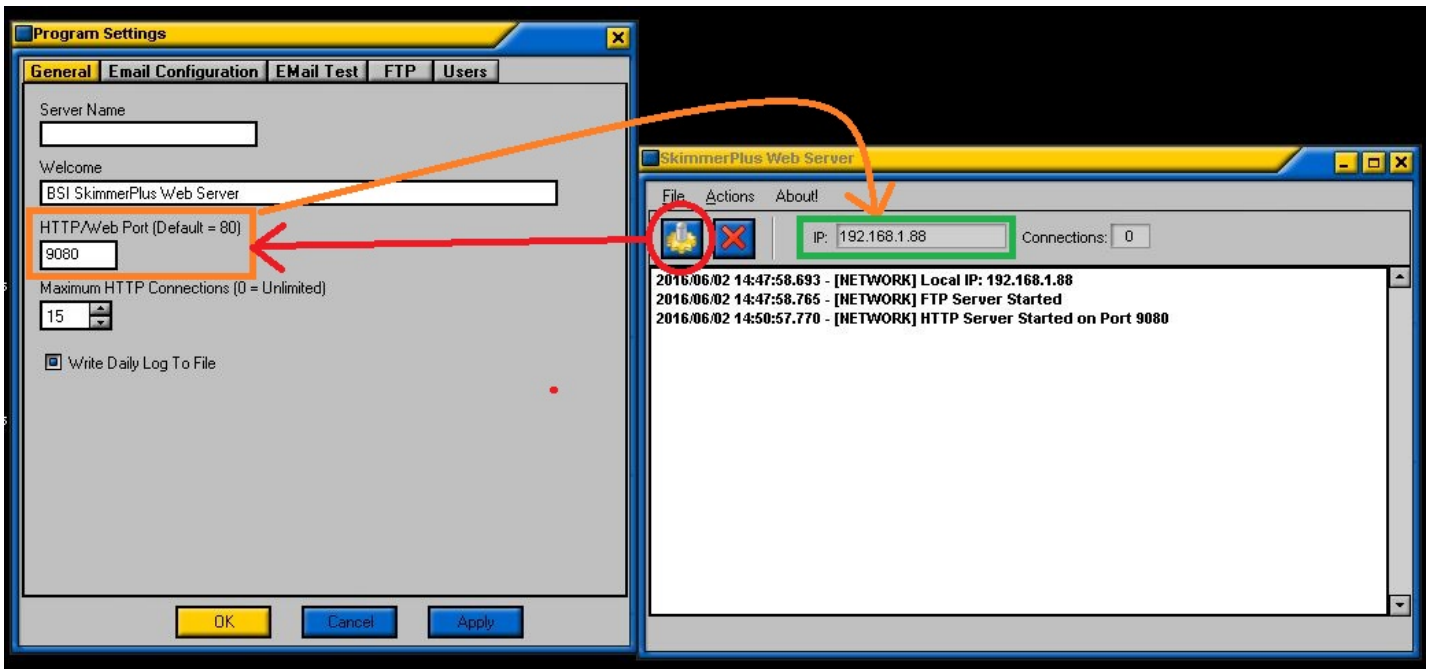 Program Settings
General Email Configuration EMail Test FTP Users
Server Name
Welcome
BSI SkimmerPlus Web Server
HTTP/Web Port (Default = 80)
9080
Maximum HTTP Connections (0 = Unlimited)
15
Write Daily Log To File
OK Cancel Apply
SkimmerPlus Web Server
File Actions About!
IP: 192.168.1.88 Connections: 0
2016/06/02 14:47:58.693 - [NETWORK] Local IP: 192.168.1.88
2016/06/02 14:47:58.765 - [NETWORK] FTP Server Started
2016/06/02 14:50:57.770 - [NETWORK] HTTP Server Started on Port 9080